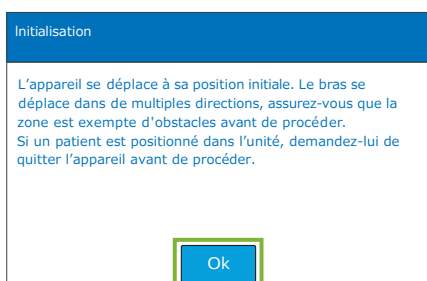 Initialisation
L’appareil se déplace à sa position initiale. Le bras se
déplace dans de multiples directions, assurez-vous que la
zone est exempte d'obstacles avant de procéder.
Si un patient est positionné dans l’unité, demandez-lui de
quitter l’appareil avant de procéder.
Ok